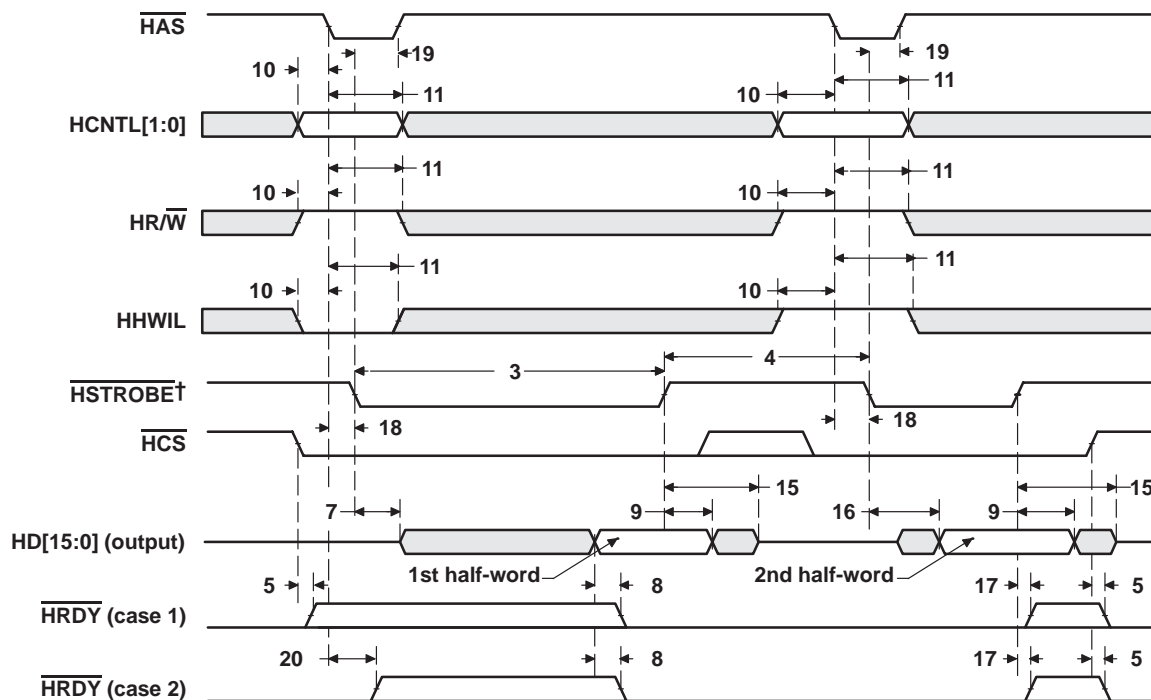 HAS
19
19
10
11
11
10
HCNTL[1:0]
11
11
10
10
HR/W
11
11
10
10
HHWIL
3
4
HSTROBE†
18
18
HCS
15
15
7
9
16
9
HD[15:0] (output)
1st half-word
2nd half-word
5
8
17
5
HRDY (case 1)
20
8
17
5
HRDY (case 2)